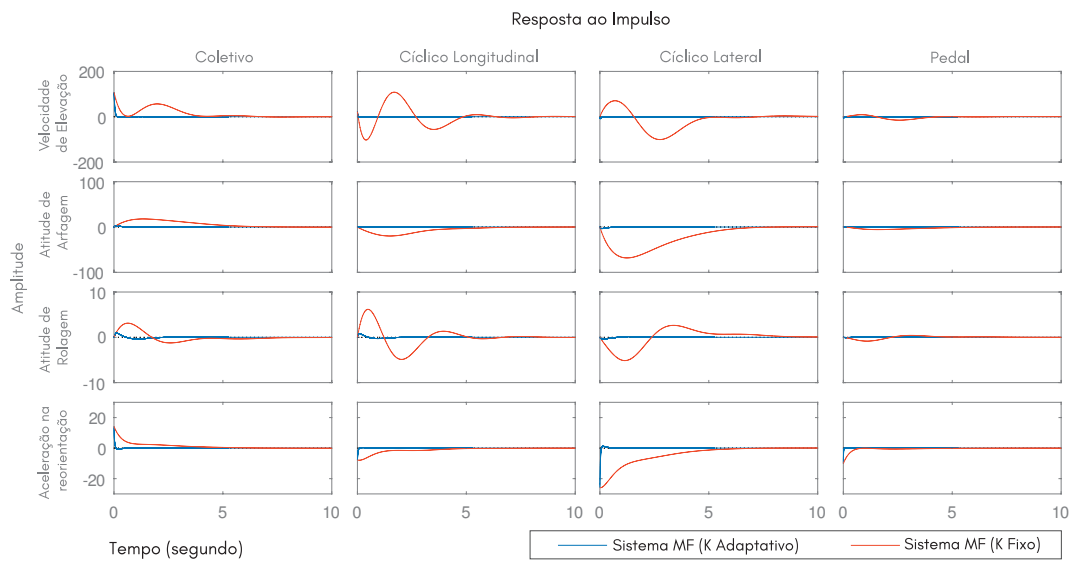 Resposta ao Impulso
Coletivo
Cíclico Longitudinal
Cíclico Lateral
Pedal
Amplitude
Velocidade
de Elevação
200
0
-200
Atitude de
Arfagem
100
0
-100
Atitude de
Rolagem
10
0
-10
Aceleração na
reorientação
20
0
-20
0 5 10
0 5 10
0 5 10
0 5 10
Tempo (segundo)
Sistema MF (K Adaptativo)
Sistema MF (K Fixo)